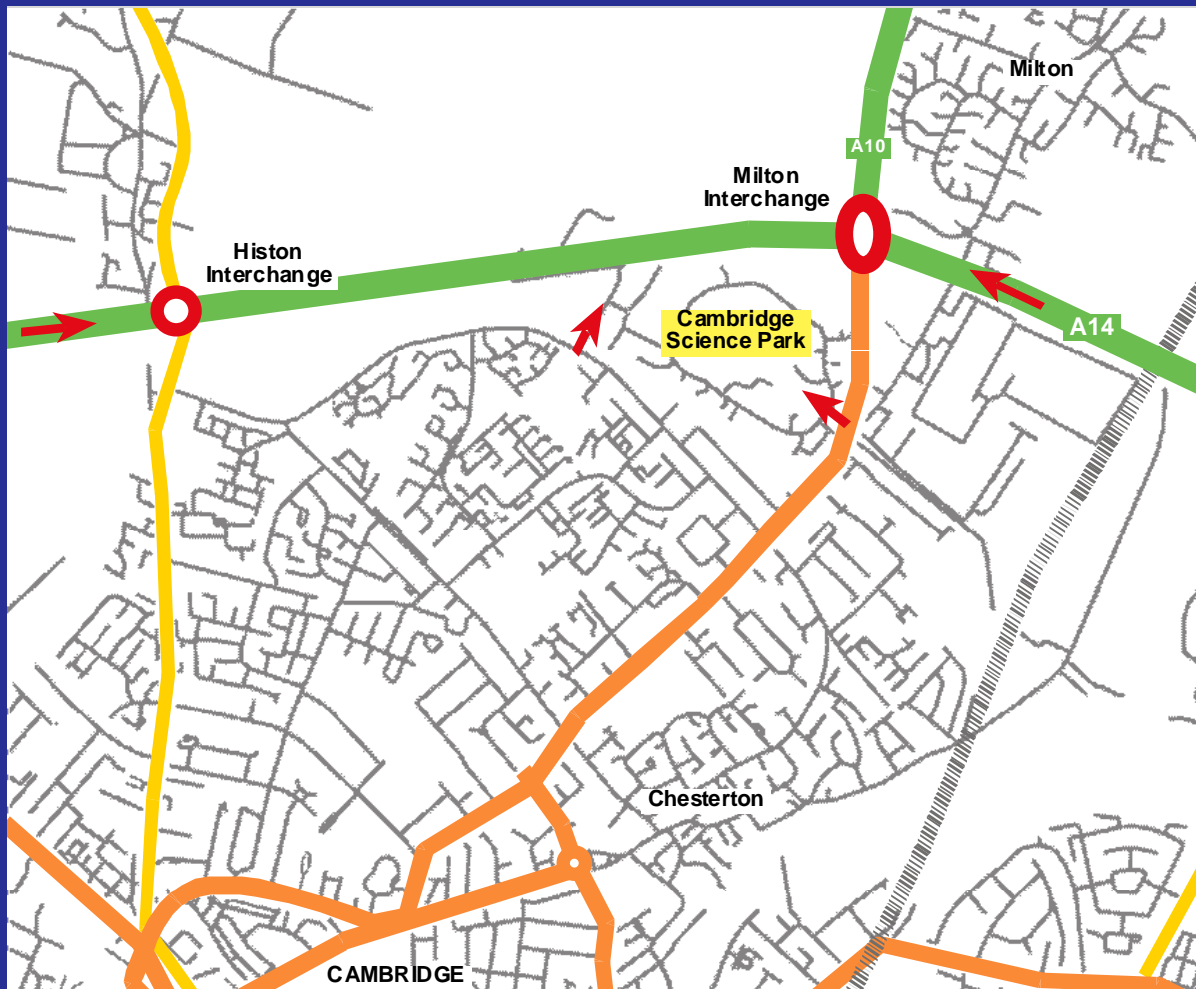 Milton
A10
Milton
Interchange
Histon
Interchange
Cambridge
Science Park
A14
Chesterton
CAMBRIDGE